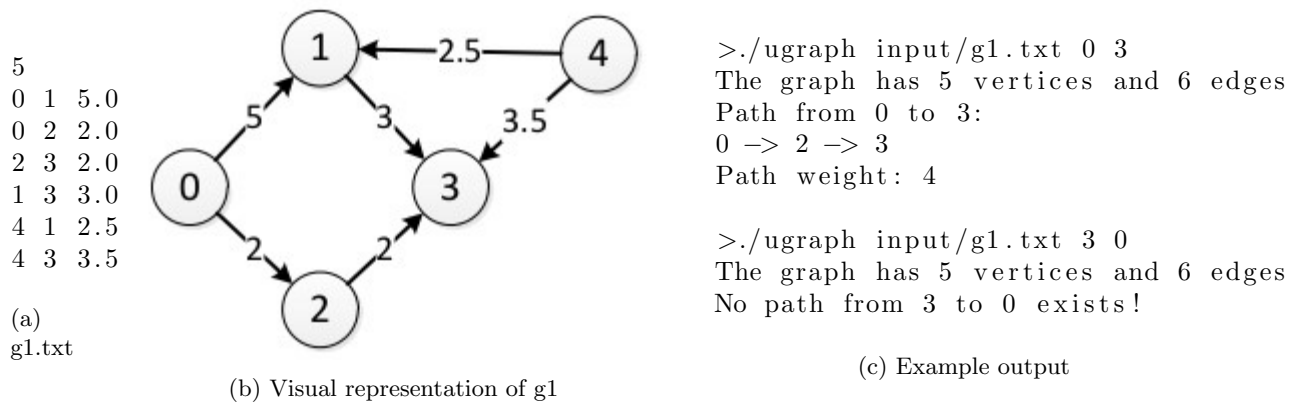 5
0 1 5.0
0 2 2.0
2 3 2.0
1 3 3.0
4 1 2.5
4 3 3.5
(a)
g1.txt
1
4
2.5
5
3
3.5
0
3
2
2
2
(b) Visual representation of g1
>./ugraph input/g1.txt 0 3
The graph has 5 vertices and 6 edges
Path from 0 to 3:
0 -> 2 -> 3
Path weight: 4
>./ugraph input/g1.txt 3 0
The graph has 5 vertices and 6 edges
No path from 3 to 0 exists!
(c) Example output